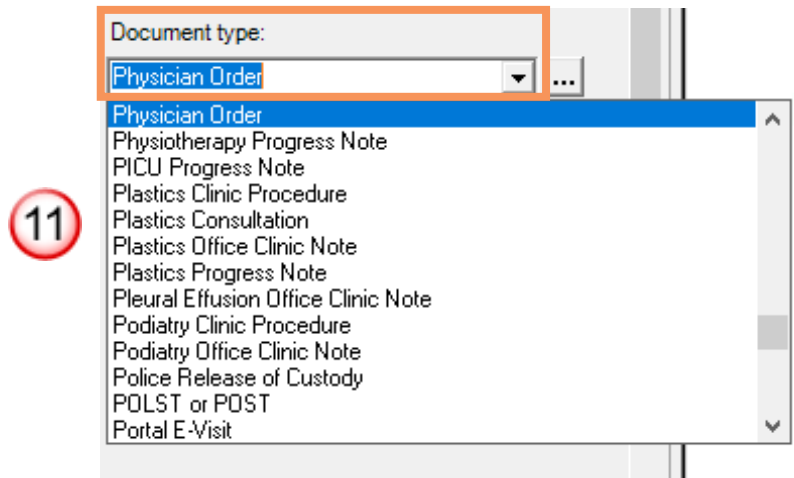 Document type:
Physician Order
...
Physician Order
Physiotherapy Progress Note
PICU Progress Note
Plastics Clinic Procedure
11
Plastics Consultation
Plastics Office Clinic Note
Plastics Progress Note
Pleural Effusion Office Clinic Note
Podiatry Clinic Procedure
Podiatry Office Clinic Note
Police Release of Custody
POLST or POST
Portal E-Visit